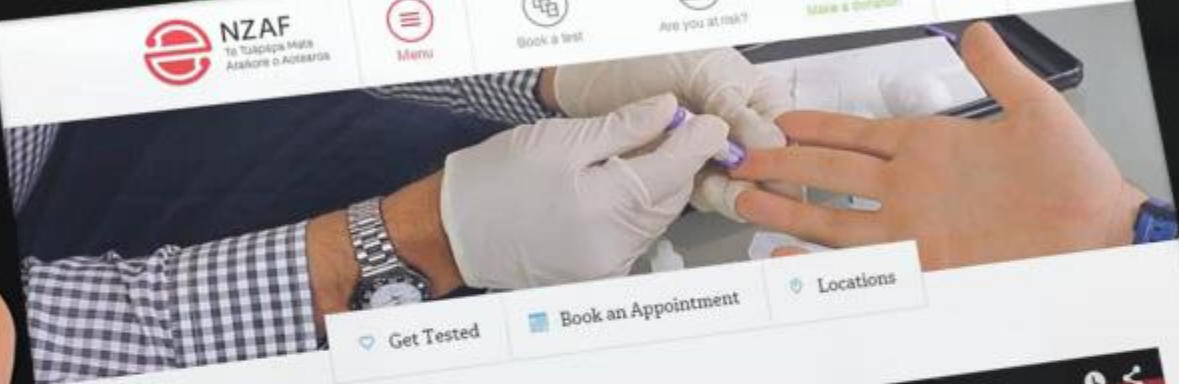 NZAF
Te Tūāpapa Mate
Āraikore o Aotearoa
Menu
Book a test
Are you at risk?
Make a donation
Get Tested
Book an Appointment
Locations